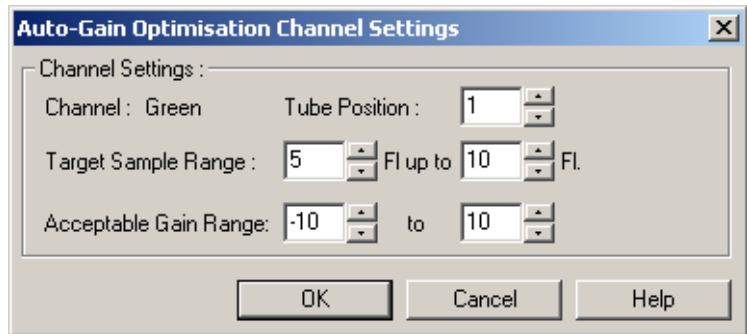 Auto-Gain Optimisation Channel Settings
Channel Settings :
Channel : Green Tube Position : 1
Target Sample Range : 5 Fl up to 10 Fl.
Acceptable Gain Range: -10 to 10
OK Cancel Help